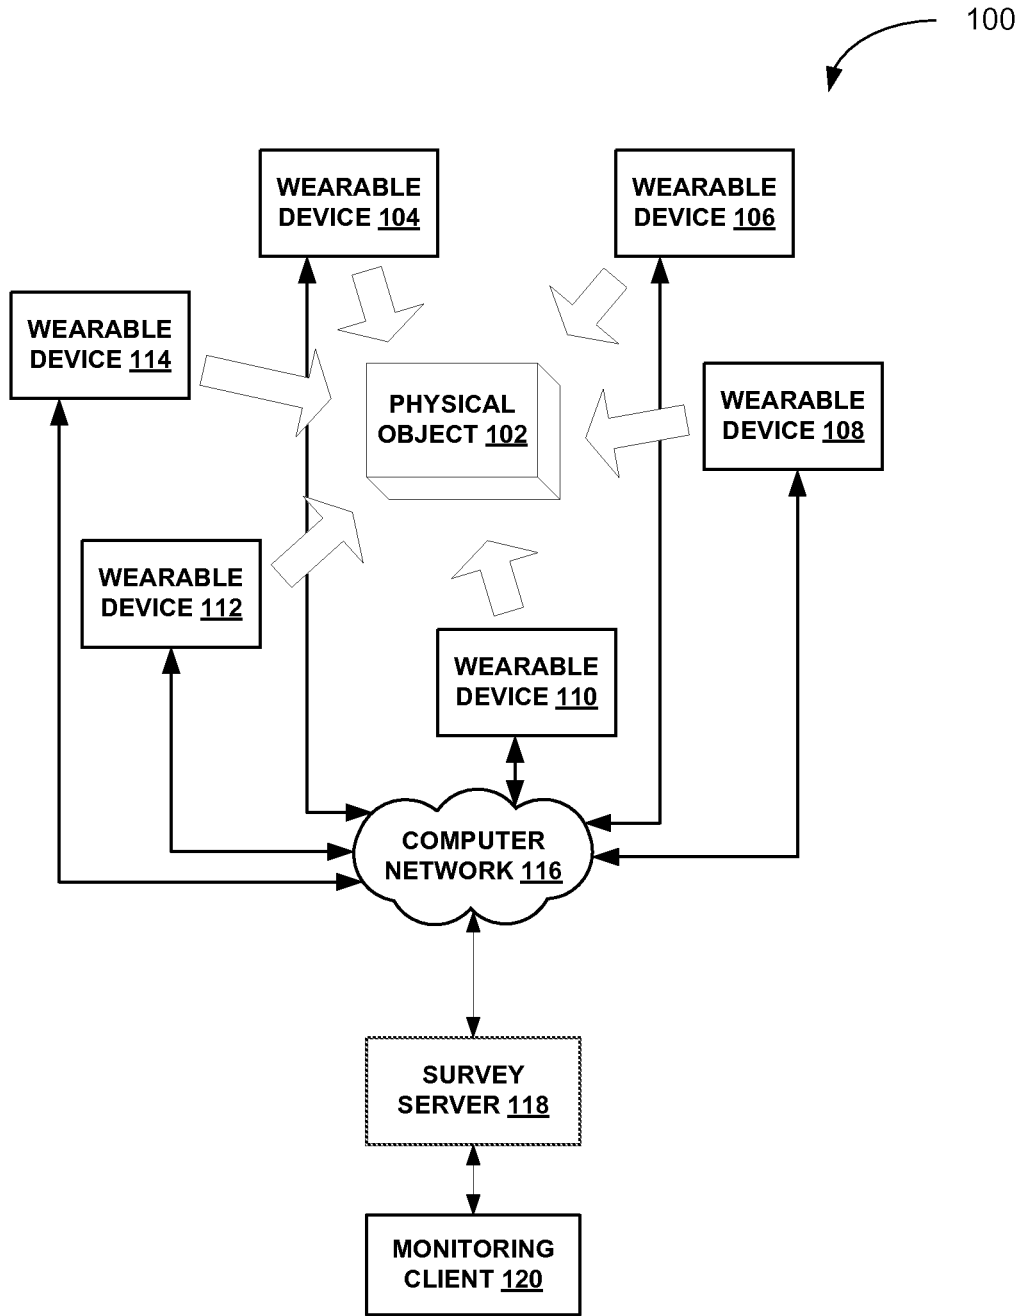 100
WEARABLE
DEVICE 104
WEARABLE
DEVICE 106
WEARABLE
DEVICE 114
PHYSICAL
OBJECT 102
WEARABLE
DEVICE 108
WEARABLE
DEVICE 112
WEARABLE
DEVICE 110
COMPUTER
NETWORK 116
SURVEY
SERVER 118
MONITORING
CLIENT 120